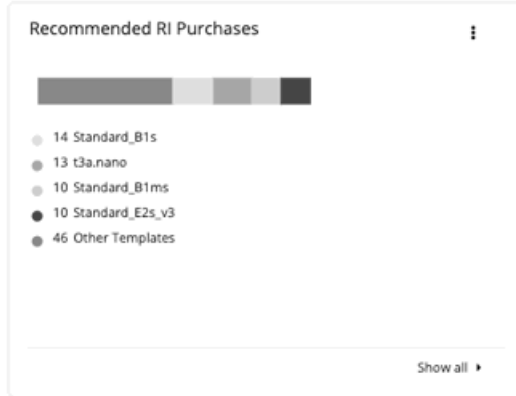 Recommended RI Purchases
14 Standard_B1s
13 t3a.nano
10 Standard_B1ms
10 Standard_E2s_v3
46 Other Templates
Show all